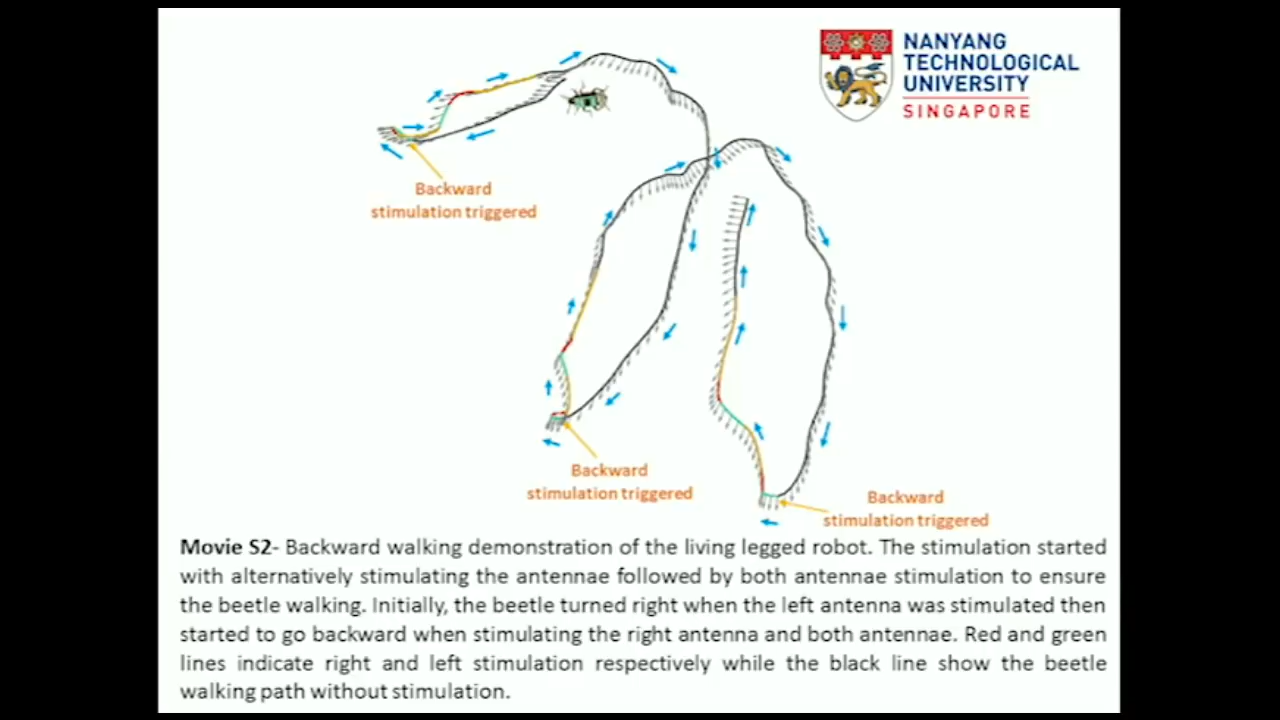 NANYANG
TECHNOLOGICAL
UNIVERSITY
SINGAPORE
Backward
stimulation triggered
Backward
stimulation triggered
Backward
stimulation triggered
Movie S2- Backward walking demonstration of the living legged robot. The stimulation started
with alternatively stimulating the antennae followed by both antennae stimulation to ensure
the beetle walking. Initially, the beetle turned right when the left antenna was stimulated then
started to go backward when stimulating the right antenna and both antennae. Red and green
lines indicate right and left stimulation respectively while the black line show the beetle
walking path without stimulation.